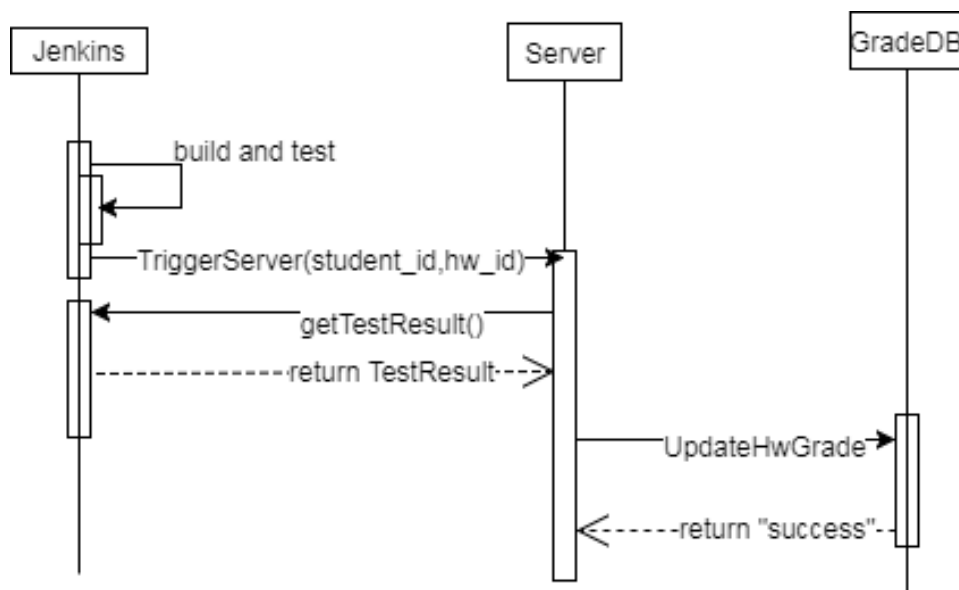 Jenkins
Server
GradeDB
build and test
TriggerServer(student_id,hw_id)
getTestResult()
return TestResult
UpdateHwGrade
return "success"